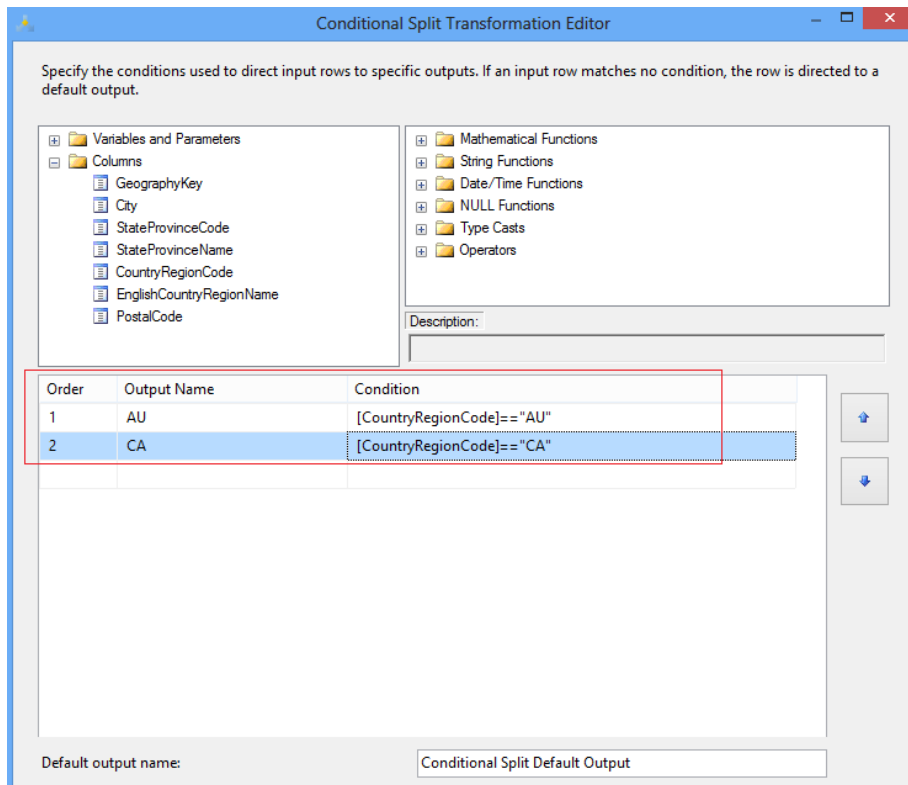 Conditional Split Transformation Editor
Specify the conditions used to direct input rows to specific outputs. If an input row matches no condition, the row is directed to a
default output.
Variables and Parameters
Columns
GeographyKey
City
StateProvinceCode
StateProvinceName
CountryRegionCode
EnglishCountryRegionName
PostalCode
Mathematical Functions
String Functions
Date/Time Functions
NULL Functions
Type Casts
Operators
Description:
Order Output Name Condition
1 AU [CountryRegionCode]=="AU"
2 CA [CountryRegionCode]=="CA"
Default output name: Conditional Split Default Output